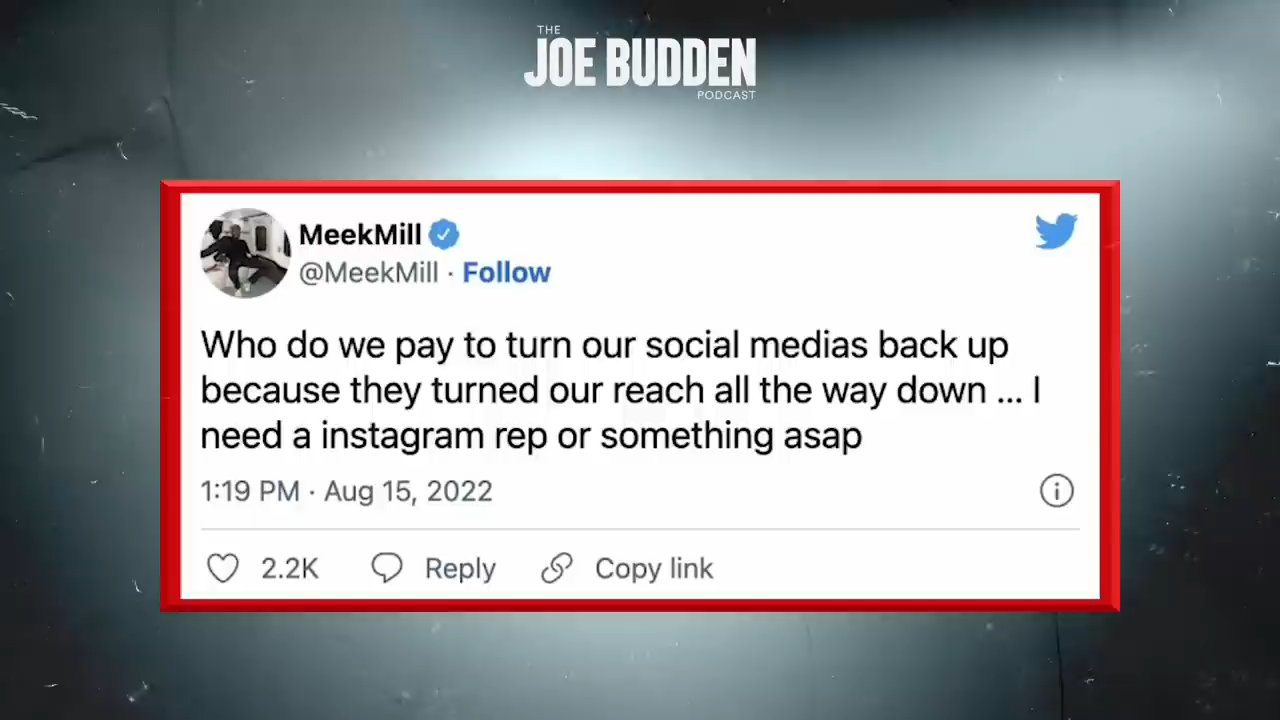 THE
JOE BUDDEN
PODCAST
MeekMill
@MeekMill · Follow
Who do we pay to turn our social medias back up
because they turned our reach all the way down ... I
need a instagram rep or something asap
1:19 PM · Aug 15, 2022
2.2K Reply Copy link